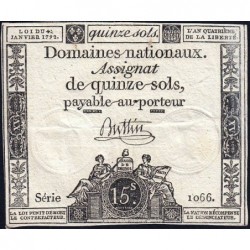 LOI DU 4 JANVIER 1792.
quinze sols.
L'AN QUATRIÈME DE LA LIBERTÉ.
Domaines nationaux.
Assignat
de quinze sols,
payable au porteur
Buttin
15 S
Série 1066.
LA LOI PUNIT DE MORT LE CONTREFACTEUR.
LA NATION RÉCOMPENSE LE DÉNONCIATEUR.